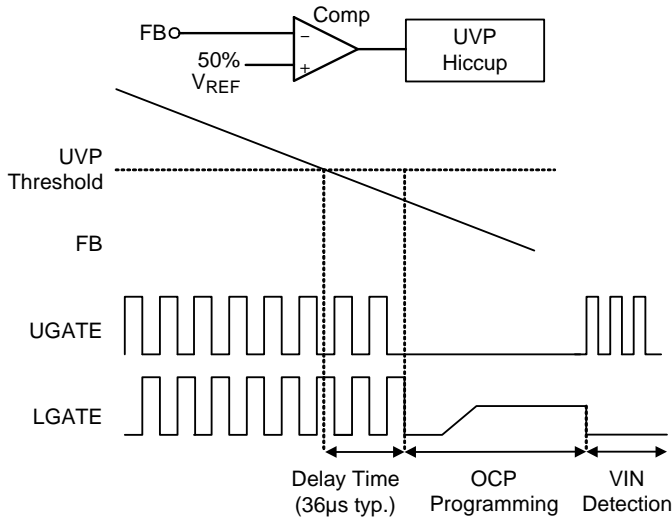 Comp
FB
−
50%
VREF
+
UVP
Hiccup
UVP
Threshold
FB
UGATE
LGATE
Delay Time
(36μs typ.)
OCP
Programming
VIN
Detection